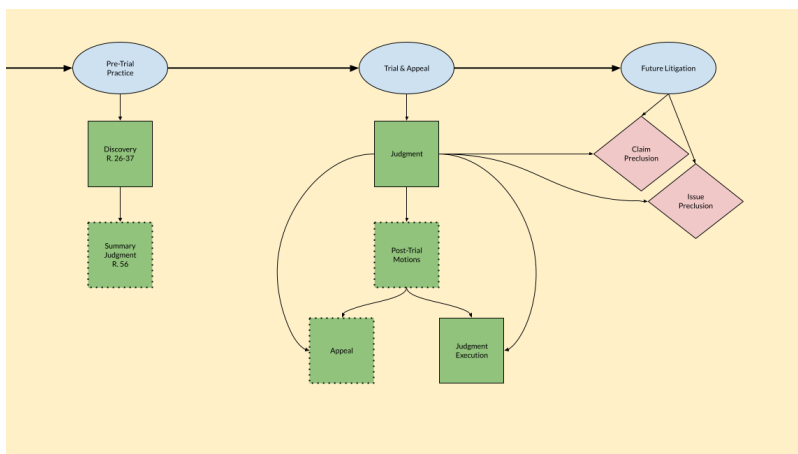 Pre-Trial
Practice
Trial & Appeal
Future Litigation
Discovery
R. 26-37
Judgment
Claim
Preclusion
Issue
Preclusion
Summary
Judgment
R. 56
Post-Trial
Motions
Appeal
Judgment
Execution